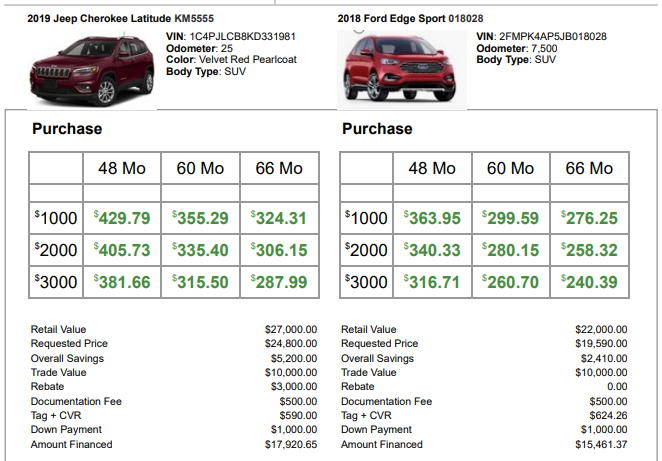 2019 Jeep Cherokee Latitude KM5555
VIN: 1C4PJLCB8KD331981
Odometer: 25
Color: Velvet Red Pearlcoat
Body Type: SUV
2018 Ford Edge Sport 018028
VIN: 2FMPK4AP5JB018028
Odometer: 7,500
Body Type: SUV
Purchase
48 Mo 60 Mo 66 Mo
$1000 $429.79 $355.29 $324.31
$2000 $405.73 $335.40 $306.15
$3000 $381.66 $315.50 $287.99
Retail Value $27,000.00
Requested Price $24,800.00
Overall Savings $5,200.00
Trade Value $10,000.00
Rebate $3,000.00
Documentation Fee $500.00
Tag + CVR $590.00
Down Payment $1,000.00
Amount Financed $17,920.65
Purchase
48 Mo 60 Mo 66 Mo
$1000 $363.95 $299.59 $276.25
$2000 $340.33 $280.15 $258.32
$3000 $316.71 $260.70 $240.39
Retail Value $22,000.00
Requested Price $19,590.00
Overall Savings $2,410.00
Trade Value $10,000.00
Rebate 0.00
Documentation Fee $500.00
Tag + CVR $624.26
Down Payment $1,000.00
Amount Financed $15,461.37